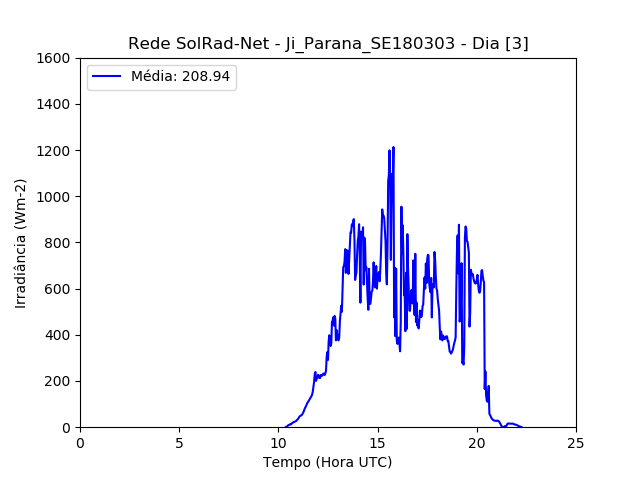 Rede SolRad-Net - Ji_Parana_SE180303 - Dia [3]
Média: 208.94
1600
1400
1200
1000
800
600
400
200
0
Irradiância (Wm-2)
0 5 10 15 20 25
Tempo (Hora UTC)